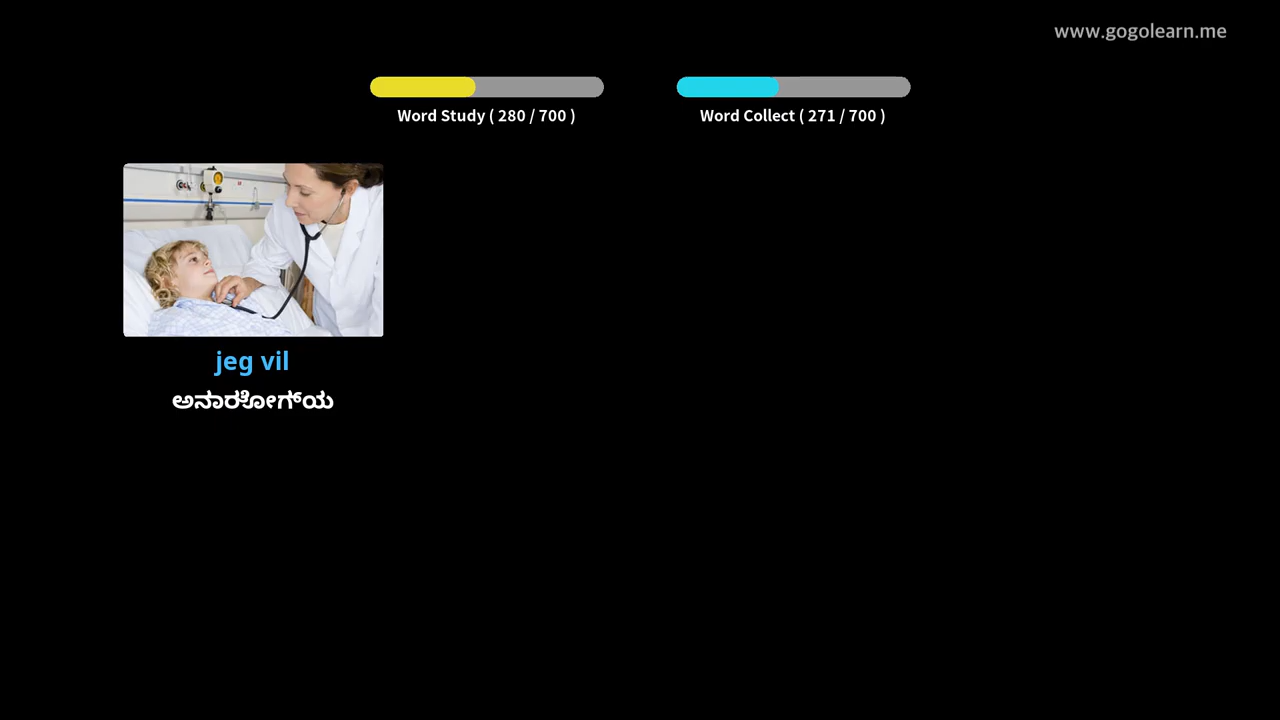 www.gogolearn.me
Word Study ( 280 / 700 )
Word Collect ( 271 / 700 )
jeg vil
ಅನಾರೋಗ್‌ಯ